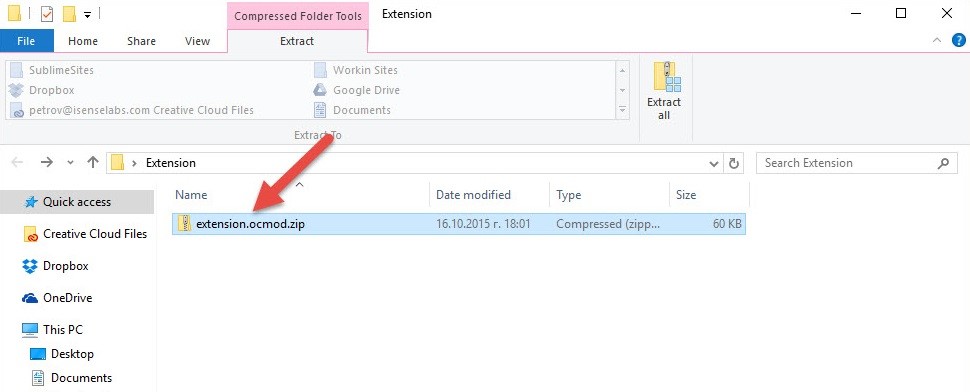 Compressed Folder Tools Extension
File Home Share View Extract
SublimeSites Workin Sites
Dropbox Google Drive
petrov@isenselabs.com Creative Cloud Files Documents
Extract all
Extract To
Extension Search Extension
Name Date modified Type Size
Quick access
extension.ocmod.zip 16.10.2015 г. 18:01 Compressed (zipp... 60 KB
Creative Cloud Files
Dropbox
OneDrive
This PC
Desktop
Documents